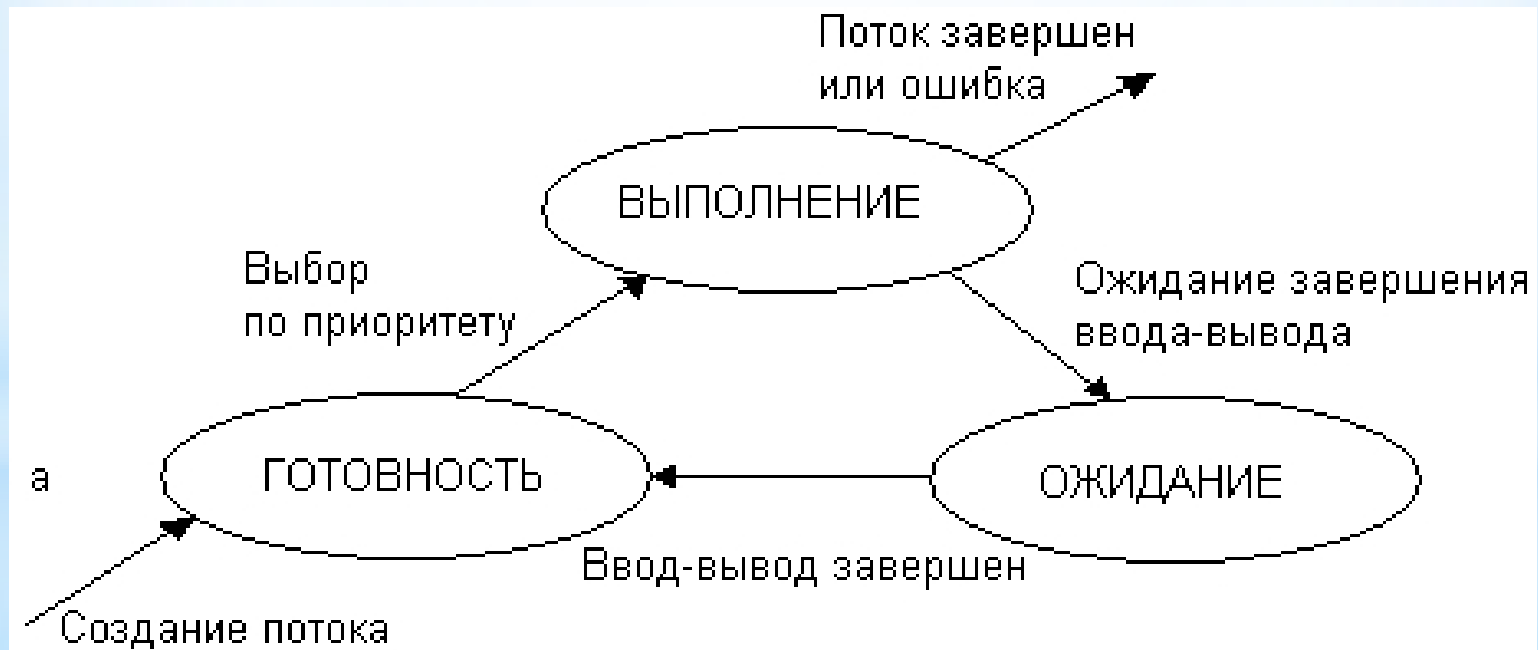 Поток завершен
или ошибка
ВЫПОЛНЕНИЕ
Выбор
по приоритету
Ожидание завершения
ввода-вывода
а
ГОТОВНОСТЬ
ОЖИДАНИЕ
Ввод-вывод завершен
Создание потока